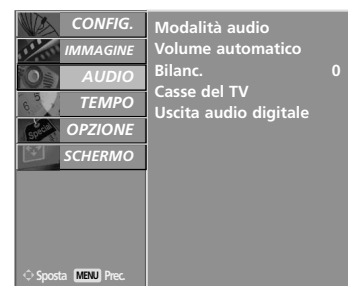 CONFIG.
IMMAGINE
AUDIO
TEMPO
OPZIONE
SCHERMO
Modalità audio
Volume automatico
Bilanc. 0
Casse del TV
Uscita audio digitale
Special
Sposta MENU Prec.